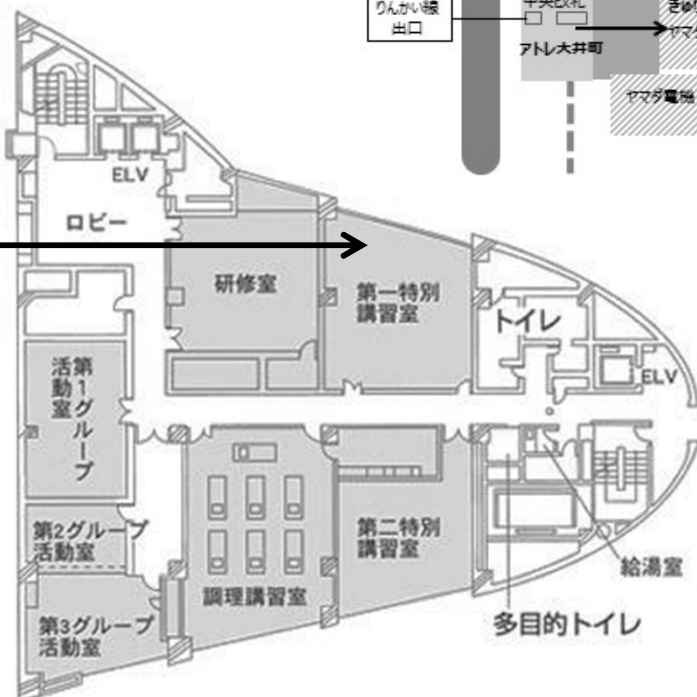 りんかい線
出口
中央改札
アトレ大井町
ヤマダ電機
ELV
ロビー
研修室
第一特別
講習室
トイレ
ELV
第1グループ
活動室
第2グループ
活動室
第3グループ
活動室
調理講習室
第二特別
講習室
給湯室
多目的トイレ